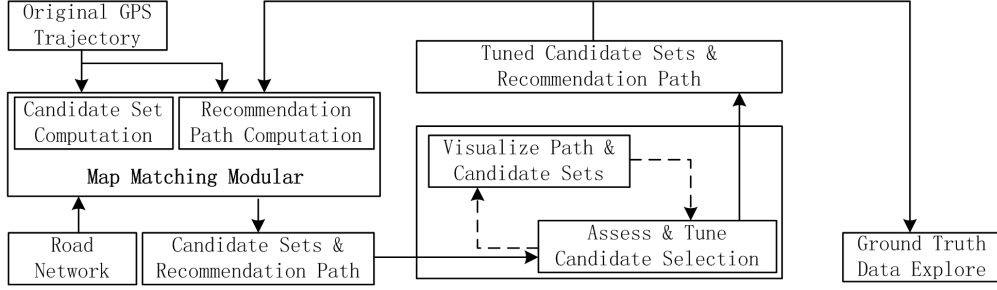 Original GPS
Trajectory
Candidate Set
Computation
Recommendation
Path Computation
Map Matching Modular
Road
Network
Candidate Sets &
Recommendation Path
Tuned Candidate Sets &
Recommendation Path
Visualize Path &
Candidate Sets
Assess & Tune
Candidate Selection
Ground Truth
Data Explore